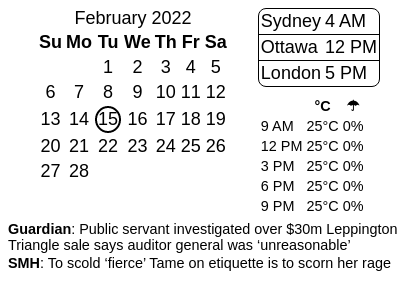 February 2022
Su Mo Tu We Th Fr Sa
1 2 3 4 5
6 7 8 9 10 11 12
13 14 15 16 17 18 19
20 21 22 23 24 25 26
27 28
Sydney 4 AM
Ottawa 12 PM
London 5 PM
°C ☂
9 AM 25°C 0%
12 PM 25°C 0%
3 PM 25°C 0%
6 PM 25°C 0%
9 PM 25°C 0%
Guardian: Public servant investigated over $30m Leppington
Triangle sale says auditor general was ‘unreasonable’
SMH: To scold ‘fierce’ Tame on etiquette is to scorn her rage